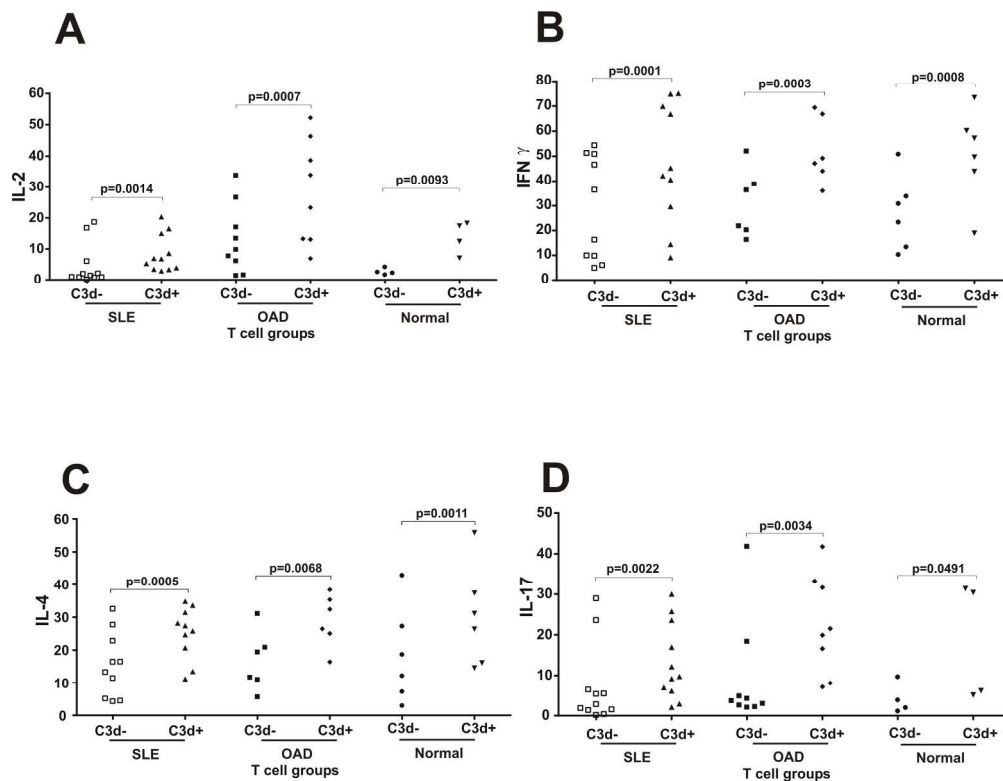 A
p=0.0014
p=0.0007
p=0.0093
IL-2
60
50
40
30
20
10
0
C3d- C3d+ C3d- C3d+ C3d- C3d+
SLE OAD Normal
T cell groups
B
p=0.0001
p=0.0003
p=0.0008
IFN γ
80
70
60
50
40
30
20
10
0
C3d- C3d+ C3d- C3d+ C3d- C3d+
SLE OAD Normal
T cell groups
C
p=0.0005
p=0.0068
p=0.0011
IL-4
60
50
40
30
20
10
0
C3d- C3d+ C3d- C3d+ C3d- C3d+
SLE OAD Normal
T cell groups
D
p=0.0022
p=0.0034
p=0.0491
IL-17
50
40
30
20
10
0
C3d- C3d+ C3d- C3d+ C3d- C3d+
SLE OAD Normal
T cell groups